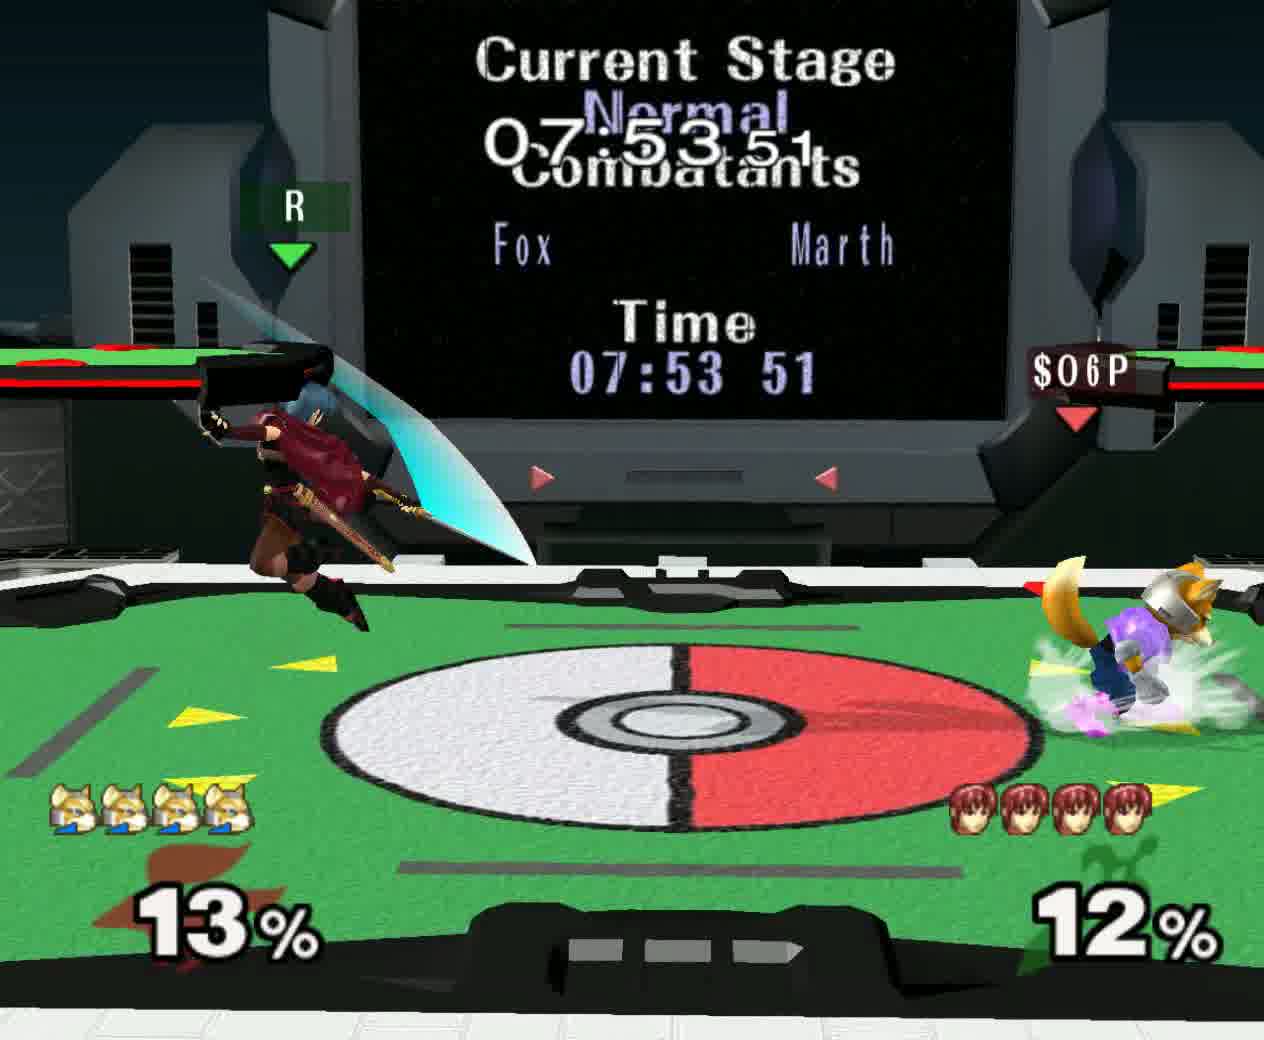 Current Stage
Normal
07:53 51
Combatants
R
Fox Marth
Time
07:53 51
$06P
13% 12%